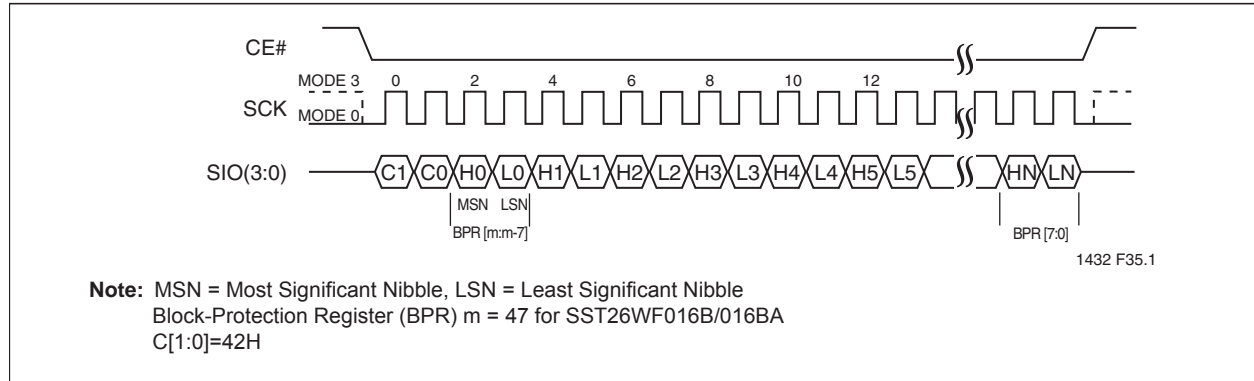 CE#
MODE 3 0 2 4 6 8 10 12
SCK
MODE 0
SIO(3:0) C1 C0 H0 L0 H1 L1 H2 L2 H3 L3 H4 L4 H5 L5 HN LN
MSN LSN
BPR [m:m-7] BPR [7:0]
1432 F35.1
Note: MSN = Most Significant Nibble, LSN = Least Significant Nibble
Block-Protection Register (BPR) m = 47 for SST26WF016B/016BA
C[1:0]=42H